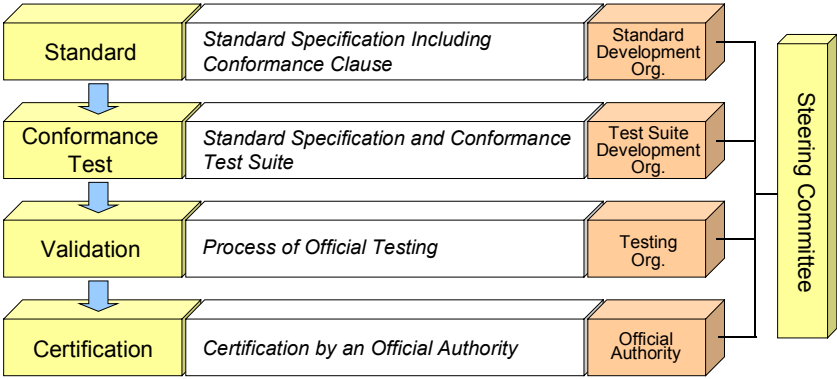 Standard
Standard Specification Including
Conformance Clause
Standard
Development
Org.
Conformance
Test
Standard Specification and Conformance
Test Suite
Test Suite
Development
Org.
Validation
Process of Official Testing
Testing
Org.
Certification
Certification by an Official Authority
Official
Authority
Steering Committee